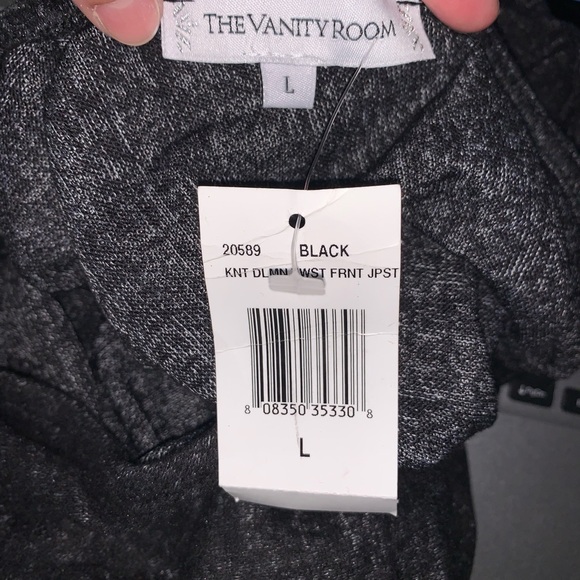 THE VANITY ROOM
L
20589 BLACK
KNT DLMN WST FRNT JPST
8 08350 35330 8
L